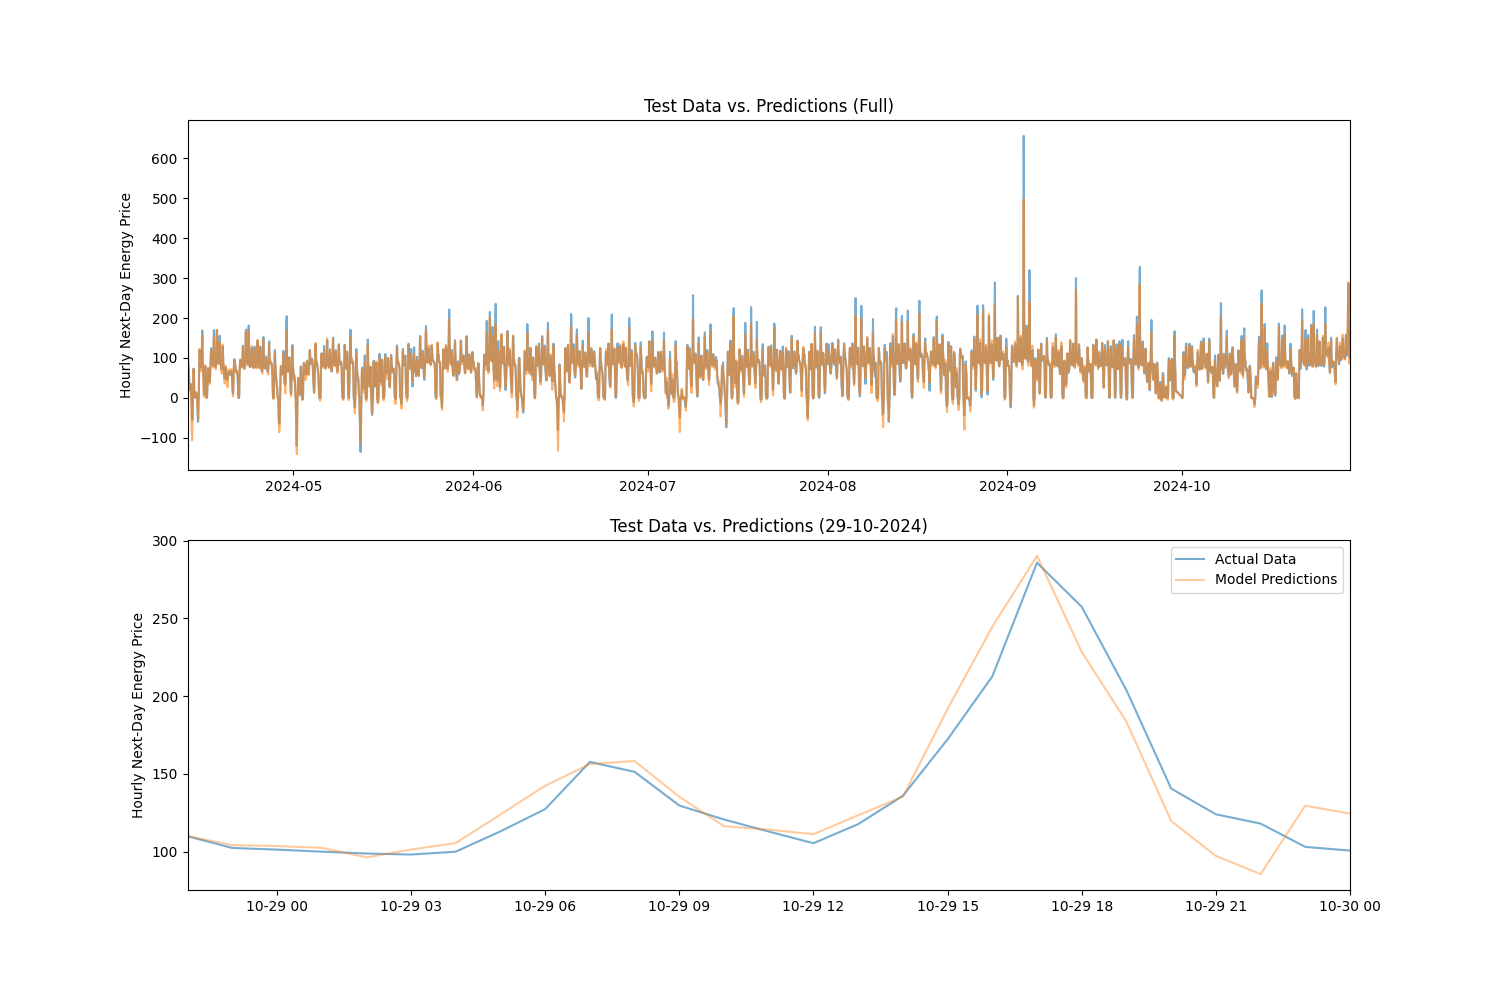 Test Data vs. Predictions (Full)
Hourly Next-Day Energy Price
600
500
400
300
200
100
0
−100
2024-05 2024-06 2024-07 2024-08 2024-09 2024-10
Test Data vs. Predictions (29-10-2024)
Hourly Next-Day Energy Price
300
250
200
150
100
Actual Data
Model Predictions
10-29 00 10-29 03 10-29 06 10-29 09 10-29 12 10-29 15 10-29 18 10-29 21 10-30 00